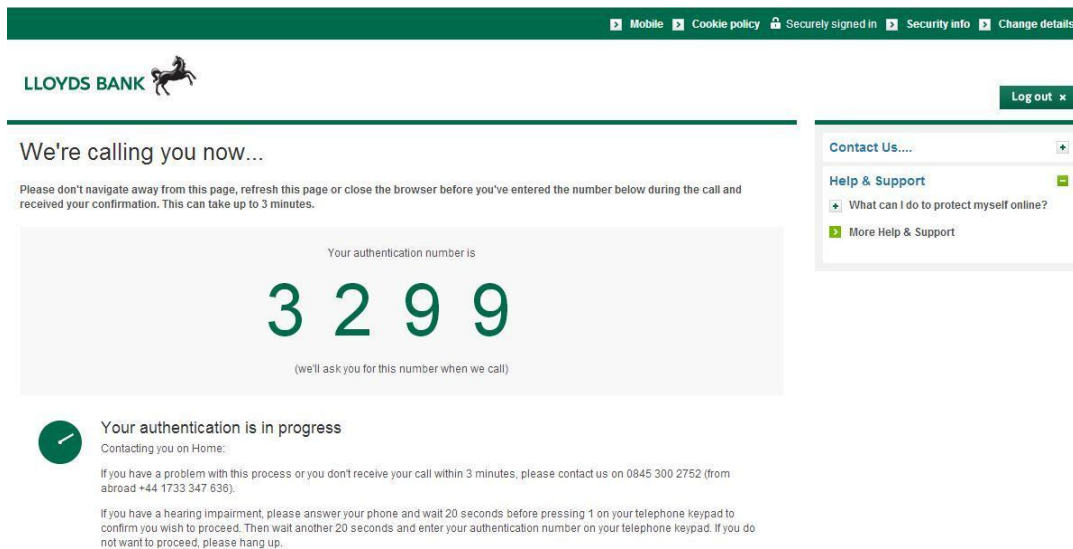 Mobile Cookie policy Securely signed in Security info Change details
LLOYDS BANK
Log out ×
We're calling you now...
Please don't navigate away from this page, refresh this page or close the browser before you've entered the number below during the call and
received your confirmation. This can take up to 3 minutes.
Your authentication number is
3 2 9 9
(we'll ask you for this number when we call)
Your authentication is in progress
Contacting you on Home:
If you have a problem with this process or you don't receive your call within 3 minutes, please contact us on 0845 300 2752 (from
abroad +44 1733 347 636).
If you have a hearing impairment, please answer your phone and wait 20 seconds before pressing 1 on your telephone keypad to
confirm you wish to proceed. Then wait another 20 seconds and enter your authentication number on your telephone keypad. If you do
not want to proceed, please hang up.
Contact Us....
Help & Support
What can I do to protect myself online?
More Help & Support